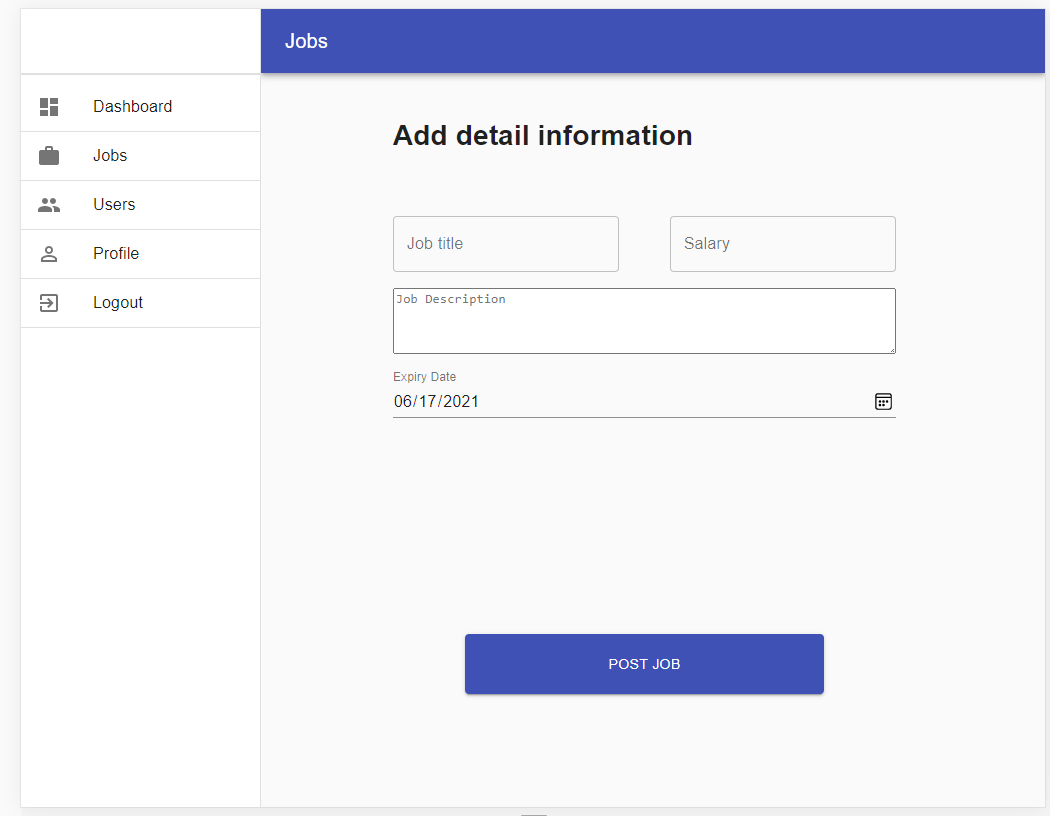 Jobs
Dashboard
Jobs
Users
Profile
Logout
Add detail information
Job title
Salary
Job Description
Expiry Date
06/17/2021
POST JOB